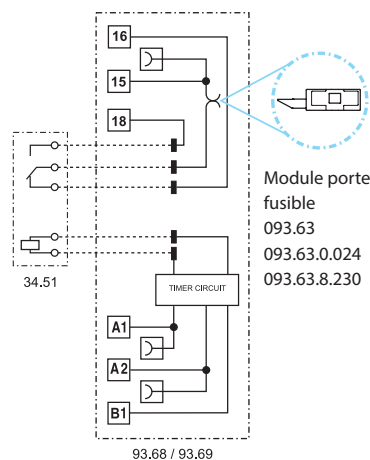 16
15
18
Module porte
fusible
093.63
093.63.0.024
093.63.8.230
34.51
TIMER CIRCUIT
A1
A2
B1
93.68 / 93.69